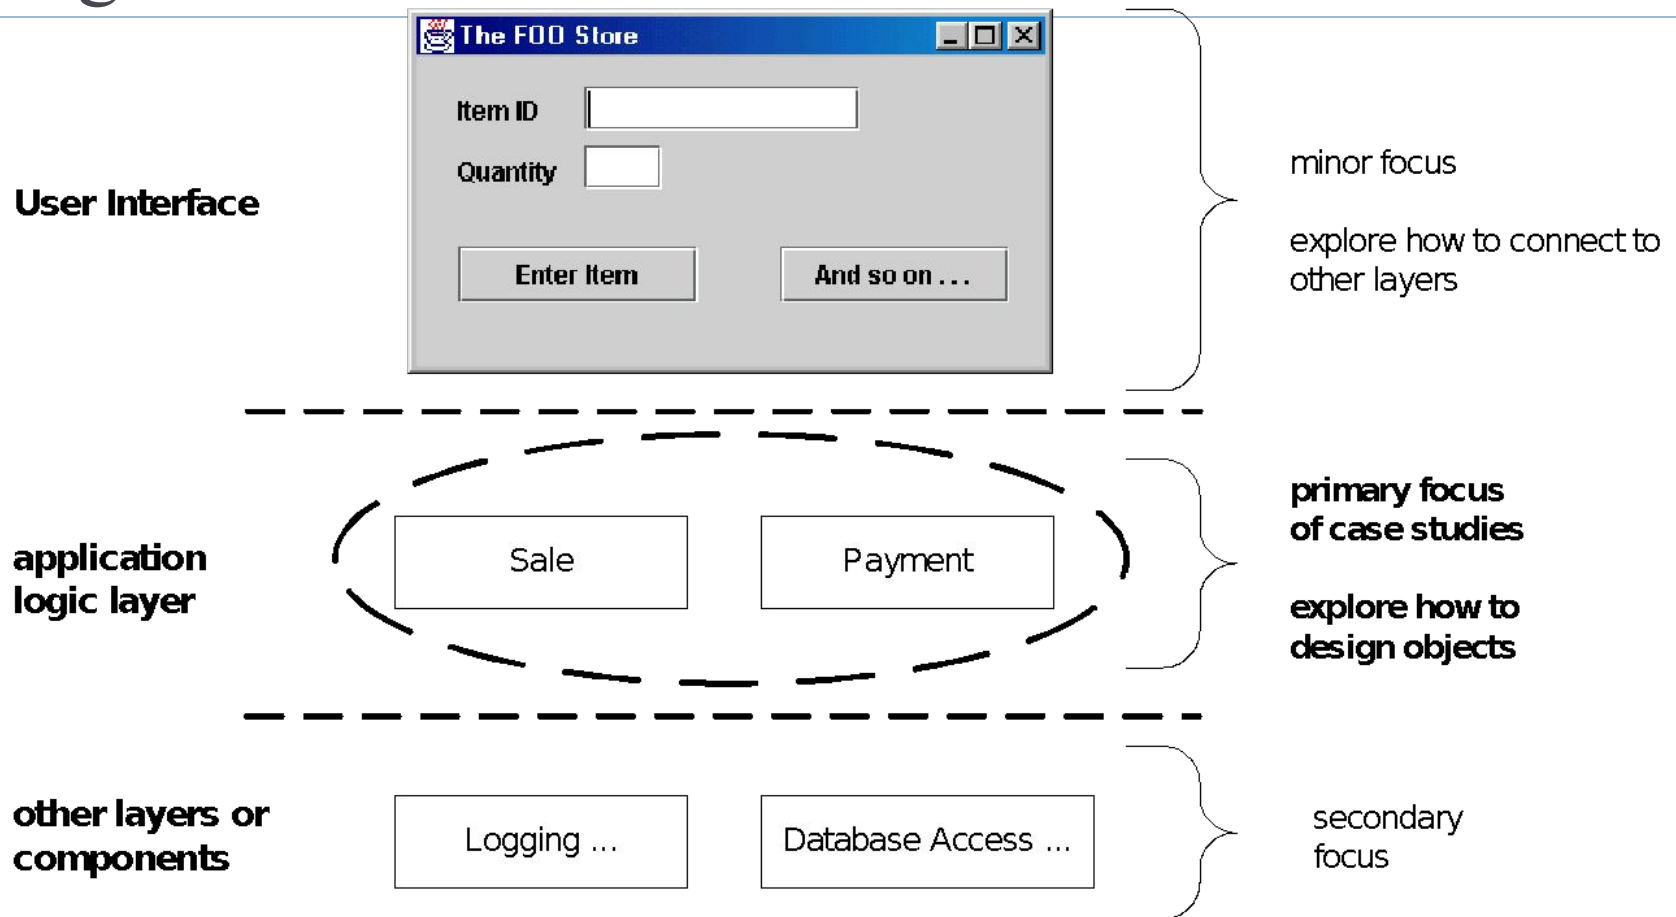 The FOO Store
Item ID
Quantity
Enter Item
And so on . . .
User Interface
minor focus
explore how to connect to
other layers
application
logic layer
Sale
Payment
primary focus
of case studies
explore how to
design objects
other layers or
components
Logging ...
Database Access ...
secondary
focus